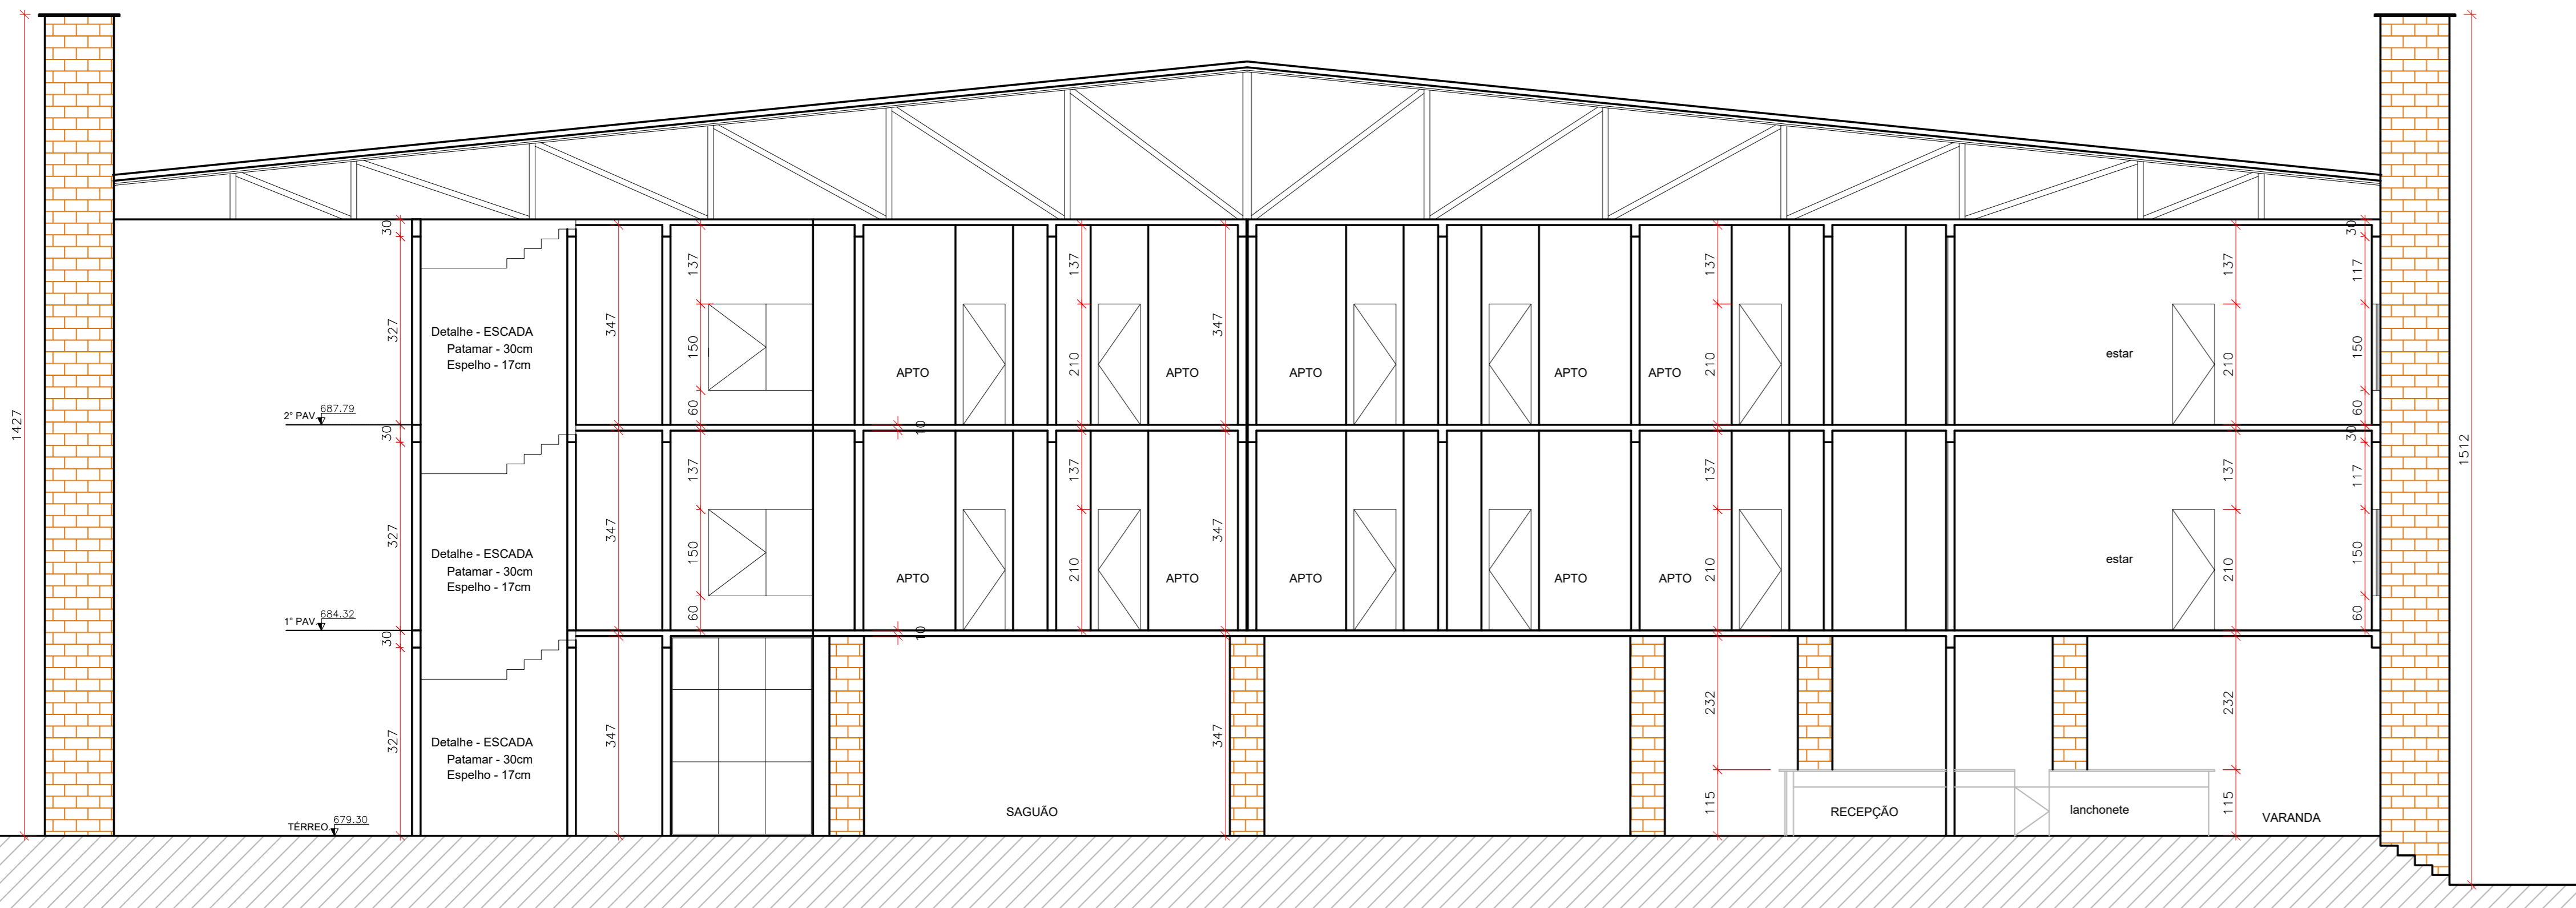 1427
1512
30
137
137
347
347
137
137
30
117
327
Detalhe - ESCADA
Patamar - 30cm
Espelho - 17cm
150
210
210
210
150
APTO
APTO
APTO
APTO
APTO
estar
2° PAV.
687.79
60
10
60
30
30
137
137
137
137
117
327
347
347
Detalhe - ESCADA
Patamar - 30cm
Espelho - 17cm
150
210
210
210
150
APTO
APTO
APTO
APTO
APTO
estar
1° PAV.
684.32
60
10
60
30
327
347
347
232
232
Detalhe - ESCADA
Patamar - 30cm
Espelho - 17cm
115
115
SAGUÃO
RECEPÇÃO
lanchonete
VARANDA
TÉRREO
679.30